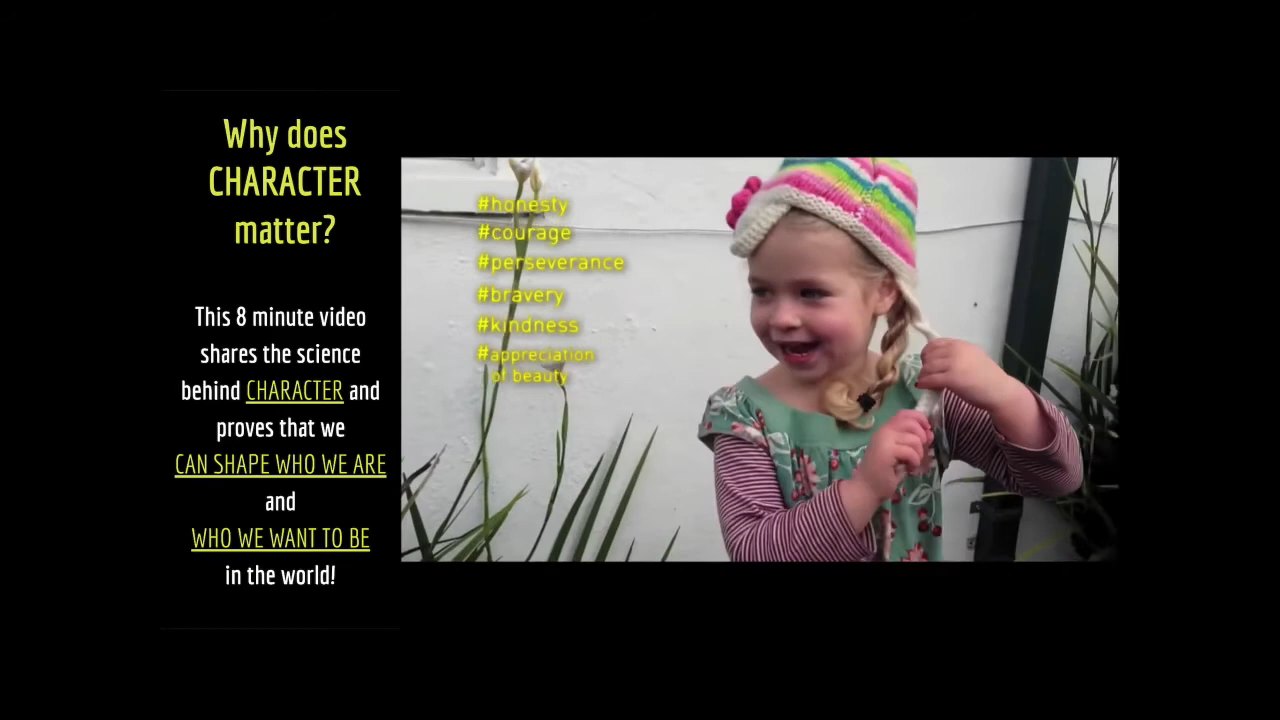 Why does
CHARACTER
matter?
This 8 minute video
shares the science
behind CHARACTER and
proves that we
CAN SHAPE WHO WE ARE
and
WHO WE WANT TO BE
in the world!
#honesty
#courage
#perseverance
#bravery
#kindness
#appreciation
of beauty